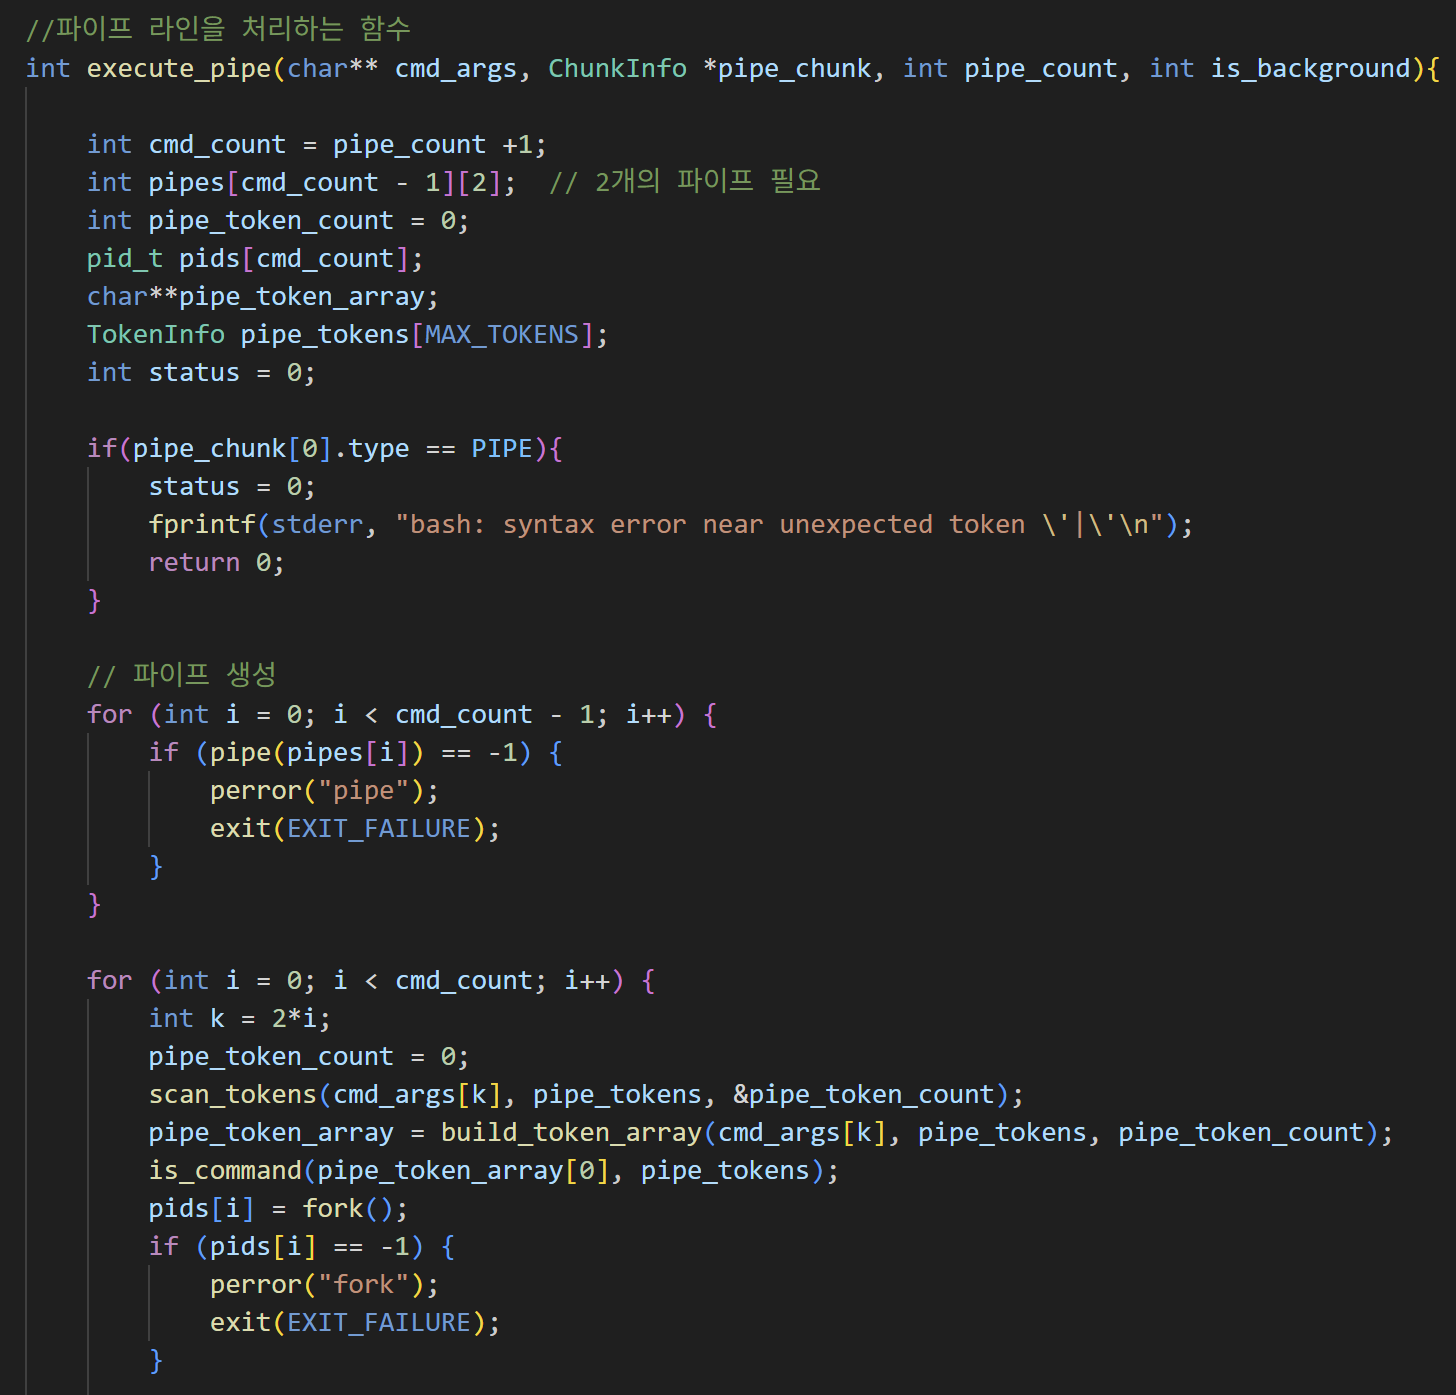 //파이프 라인을 처리하는 함수
int execute_pipe(char** cmd_args, ChunkInfo *pipe_chunk, int pipe_count, int is_background){

    int cmd_count = pipe_count +1;
    int pipes[cmd_count - 1][2];  // 2개의 파이프 필요
    int pipe_token_count = 0;
    pid_t pids[cmd_count];
    char**pipe_token_array;
    TokenInfo pipe_tokens[MAX_TOKENS];
    int status = 0;

    if(pipe_chunk[0].type == PIPE){
        status = 0;
        fprintf(stderr, "bash: syntax error near unexpected token \'|\'\n");
        return 0;
    }

    // 파이프 생성
    for (int i = 0; i < cmd_count - 1; i++) {
        if (pipe(pipes[i]) == -1) {
            perror("pipe");
            exit(EXIT_FAILURE);
        }
    }

    for (int i = 0; i < cmd_count; i++) {
        int k = 2*i;
        pipe_token_count = 0;
        scan_tokens(cmd_args[k], pipe_tokens, &pipe_token_count);
        pipe_token_array = build_token_array(cmd_args[k], pipe_tokens, pipe_token_count);
        is_command(pipe_token_array[0], pipe_tokens);
        pids[i] = fork();
        if (pids[i] == -1) {
            perror("fork");
            exit(EXIT_FAILURE);
        }